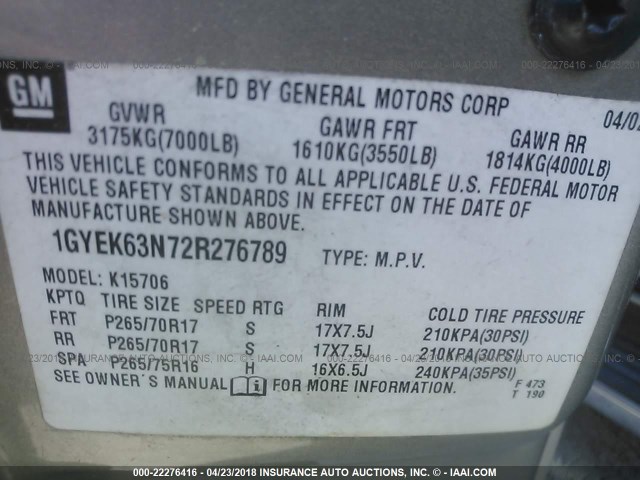 GM
MFD BY GENERAL MOTORS CORP 04/0
GVWR GAWR FRT GAWR RR
3175KG(7000LB) 1610KG(3550LB) 1814KG(4000LB)
THIS VEHICLE CONFORMS TO ALL APPLICABLE U.S. FEDERAL MOTOR
VEHICLE SAFETY STANDARDS IN EFFECT ON THE DATE OF
MANUFACTURE SHOWN ABOVE.
1GYEK63N72R276789 TYPE: M.P.V.
MODEL: K15706
KPTQ TIRE SIZE SPEED RTG RIM COLD TIRE PRESSURE
FRT P265/70R17 S 17X7.5J 210KPA(30PSI)
RR P265/70R17 S 17X7.5J 210KPA(30PSI)
SPA P265/75R16 H 16X6.5J 240KPA(35PSI)
SEE OWNER'S MANUAL i FOR MORE INFORMATION.
F 473
T 190
000-22276416 - 04/23/2018 INSURANCE AUTO AUCTIONS, INC. - © IAAI.COM